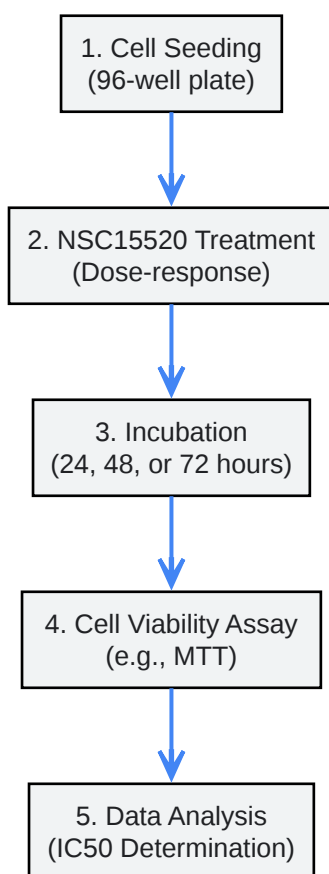 1. Cell Seeding
(96-well plate)
2. NSC15520 Treatment
(Dose-response)
3. Incubation
(24, 48, or 72 hours)
4. Cell Viability Assay
(e.g., MTT)
5. Data Analysis
(IC50 Determination)